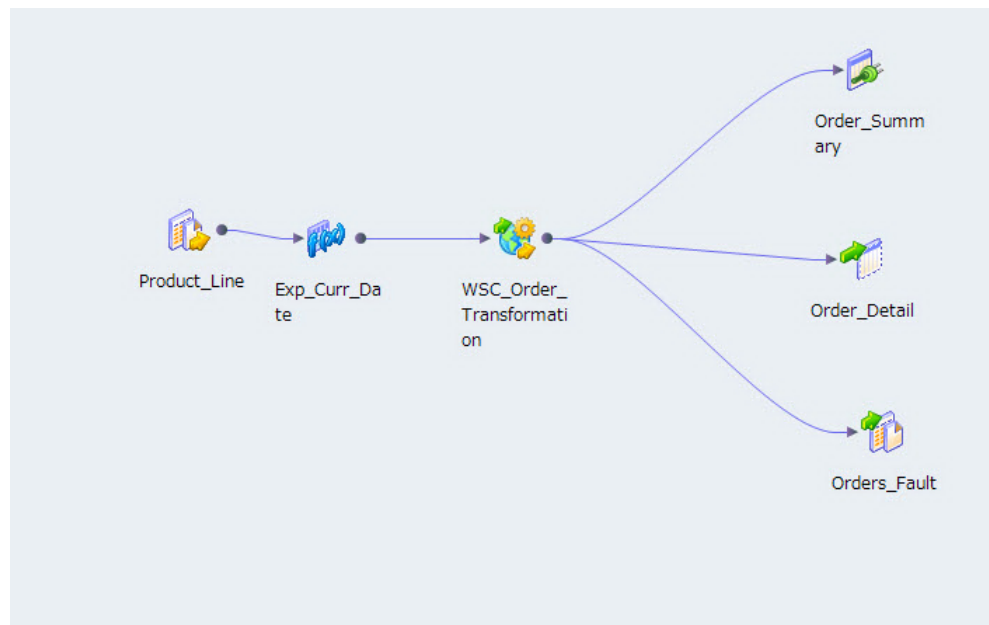 Product_Line
Exp_Curr_Da
te
WSC_Order_
Transformati
on
Order_Summ
ary
Order_Detail
Orders_Fault